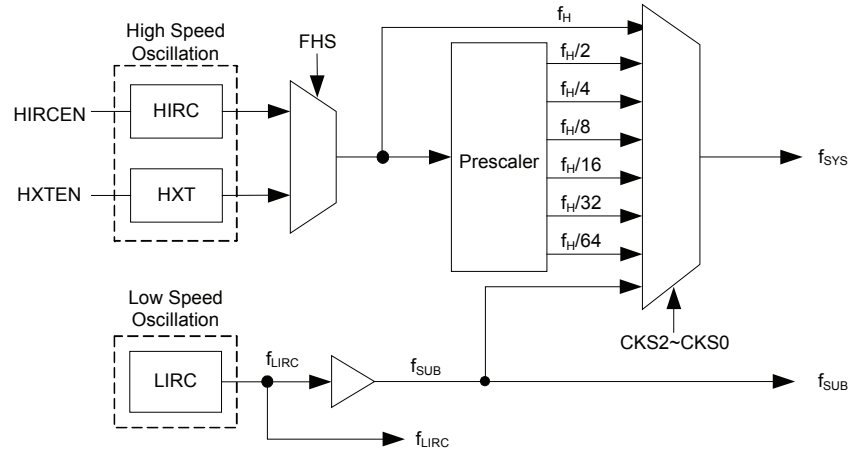 High Speed
Oscillation
FHS
HIRCEN
HIRC
HXTEN
HXT
Prescaler
fH
fH/2
fH/4
fH/8
fH/16
fH/32
fH/64
fSYS
CKS2~CKS0
Low Speed
Oscillation
LIRC
fLIRC
fSUB
fSUB
fLIRC